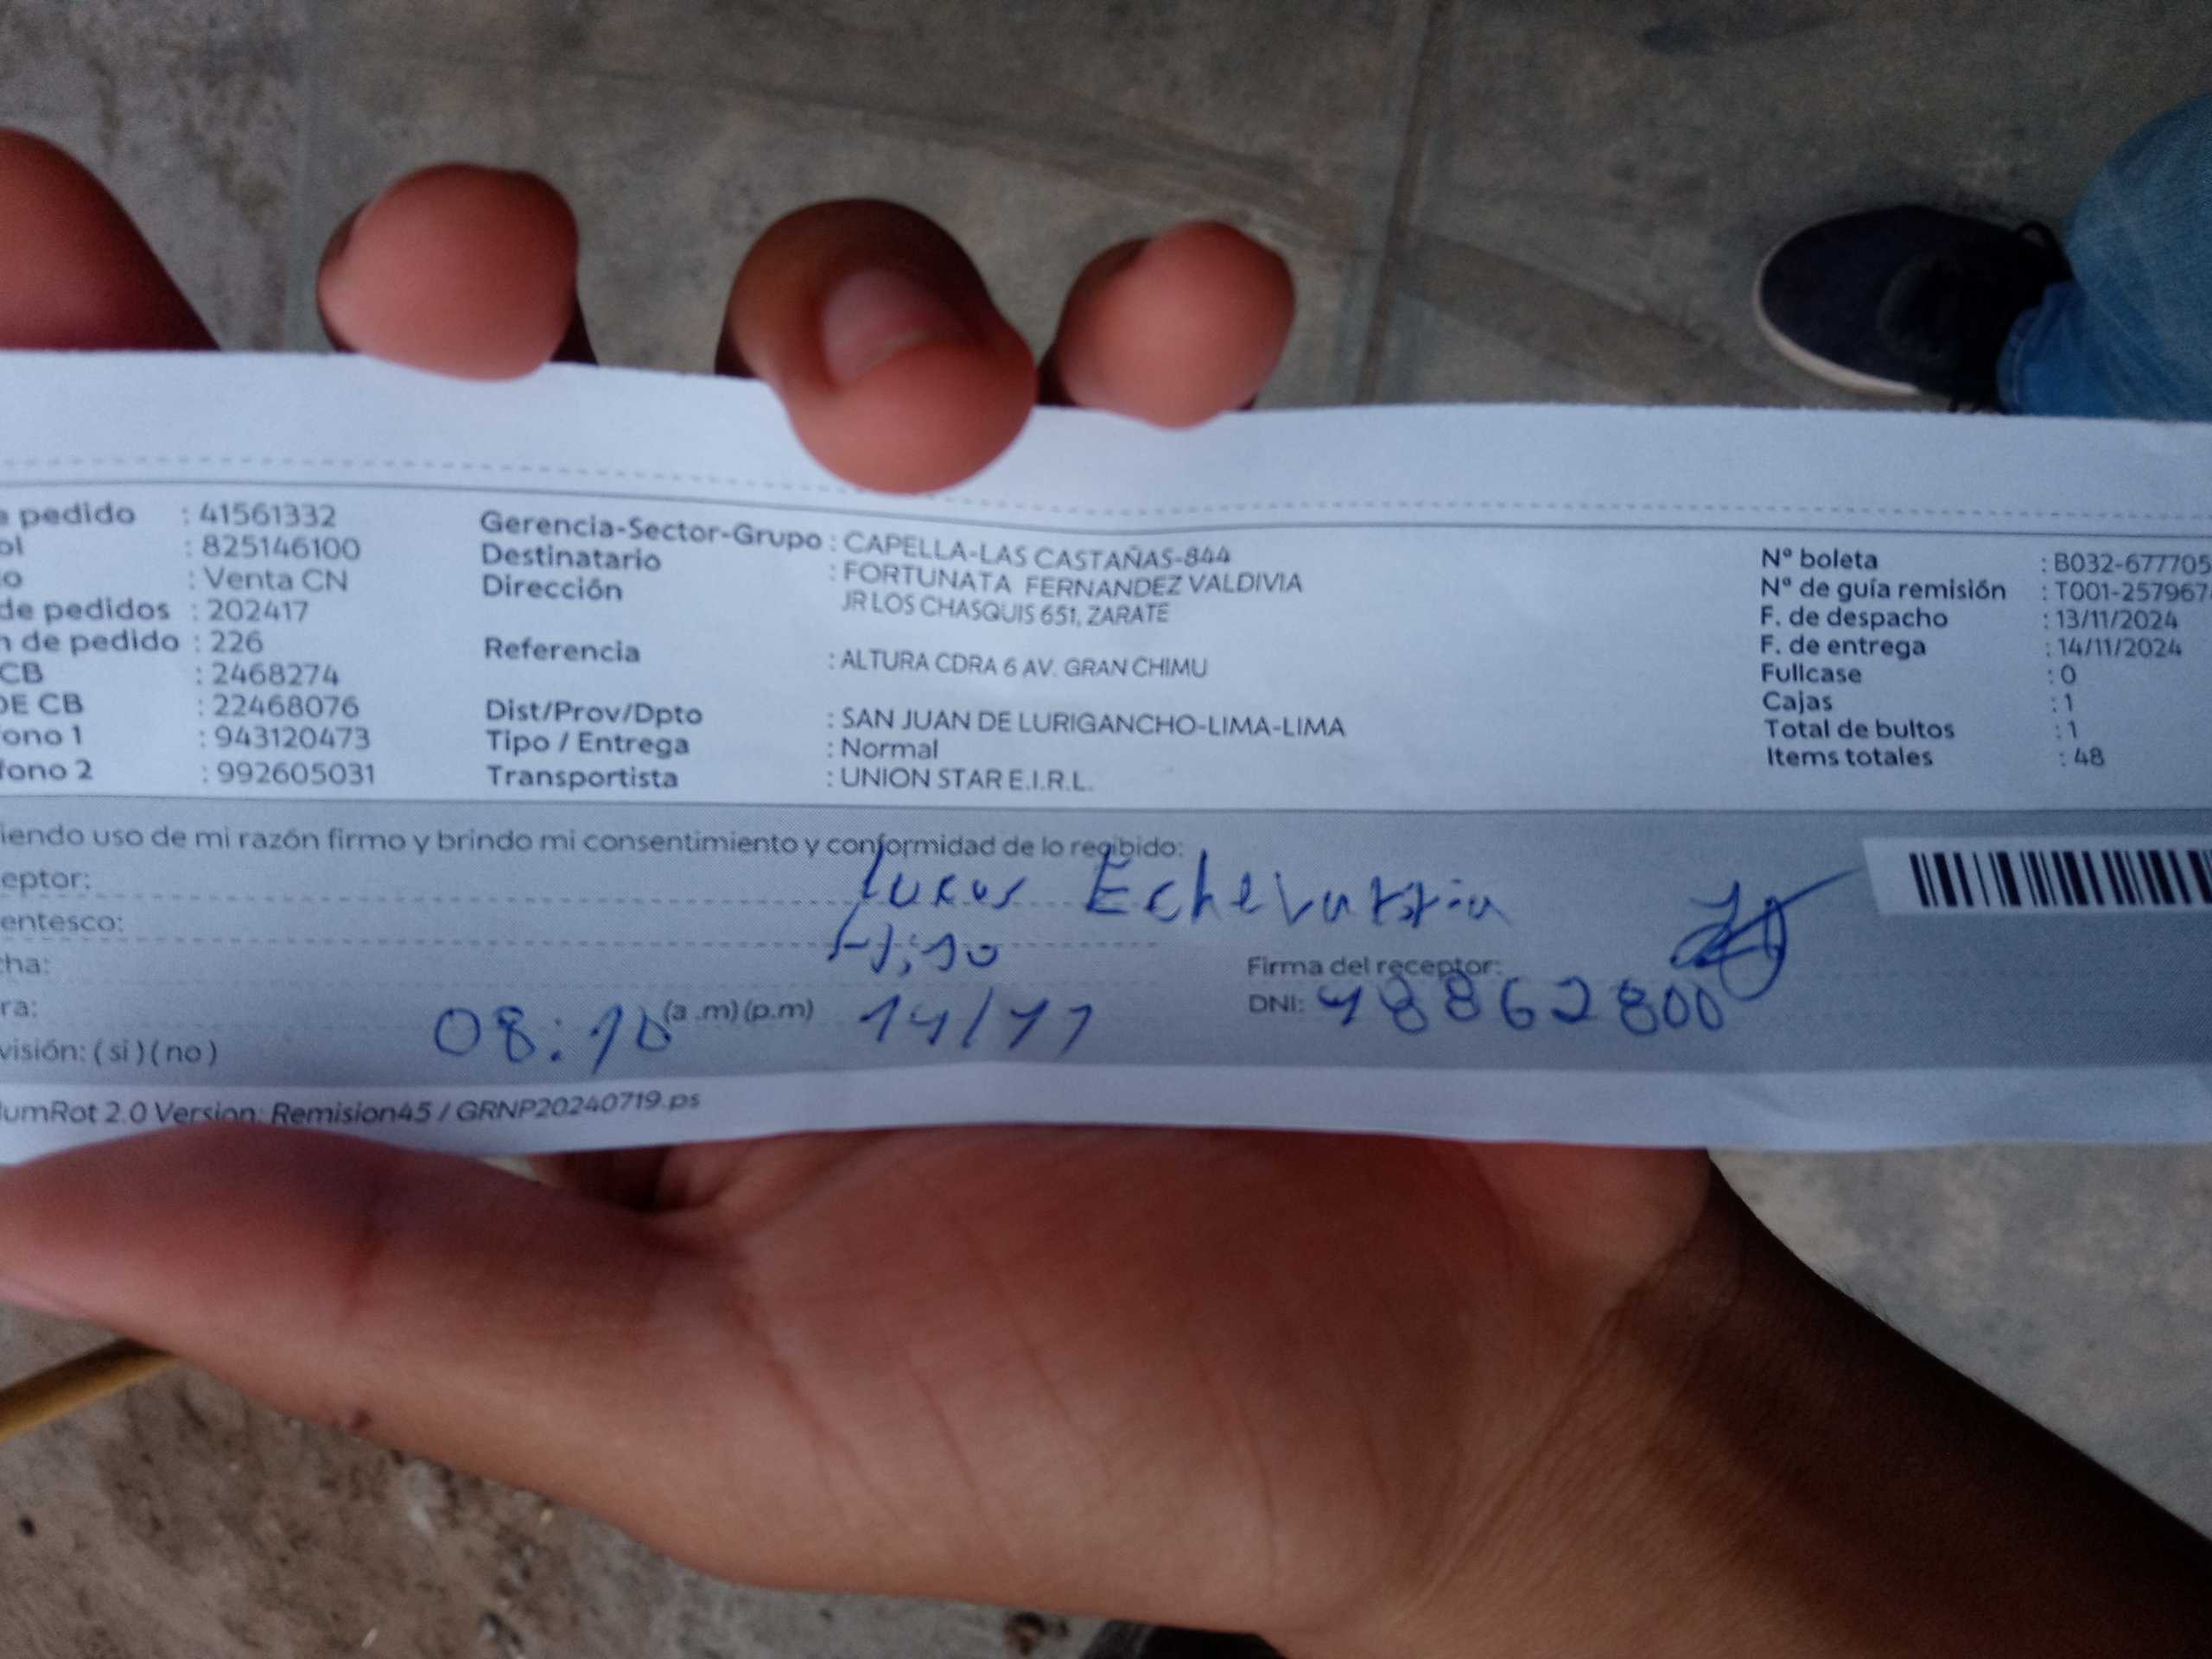 pedido : 41561332
ol : 825146100
o : Venta CN
de pedidos : 202417
n de pedido : 226
CB : 2468274
DE CB : 22468076
ono 1 : 943120473
fono 2 : 992605031
Gerencia-Sector-Grupo : CAPELLA-LAS CASTAÑAS-844
Destinatario : FORTUNATA FERNANDEZ VALDIVIA
Dirección JR LOS CHASQUIS 651, ZARATE
Referencia : ALTURA CDRA 6 AV. GRAN CHIMU
Dist/Prov/Dpto : SAN JUAN DE LURIGANCHO-LIMA-LIMA
Tipo / Entrega : Normal
Transportista : UNION STAR E.I.R.L.
Nº boleta : B032-677705
Nº de guía remisión : T001-257967
F. de despacho : 13/11/2024
F. de entrega : 14/11/2024
Fullcase : 0
Cajas : 1
Total de bultos : 1
Items totales : 48
iendo uso de mi razón firmo y brindo mi consentimiento y conformidad de lo recibido:
eptor: Echevarria
entesco: Hijo
cha:
Firma del receptor:
ra: 08:10 (a .m) (p.m) 14/11 DNI: 48862800
visión: ( si ) ( no )
lumRot 2.0 Version: Remision45 / GRNP20240719.ps